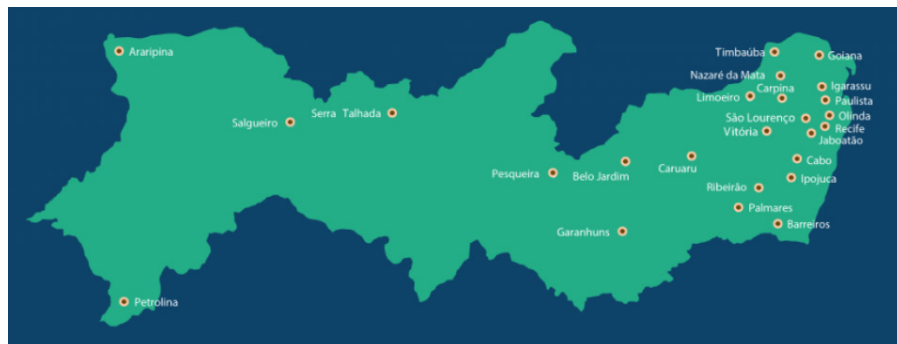 Araripina
Timbaúba
Goiana
Nazaré da Mata
Carpina
Igarassu
Limoeiro
Paulista
Serra Talhada
Salgueiro
São Lourenço
Olinda
Vitória
Recife
Jaboatão
Cabo
Caruaru
Pesqueira
Belo Jardim
Ipojuca
Ribeirão
Palmares
Garanhuns
Barreiros
Petrolina